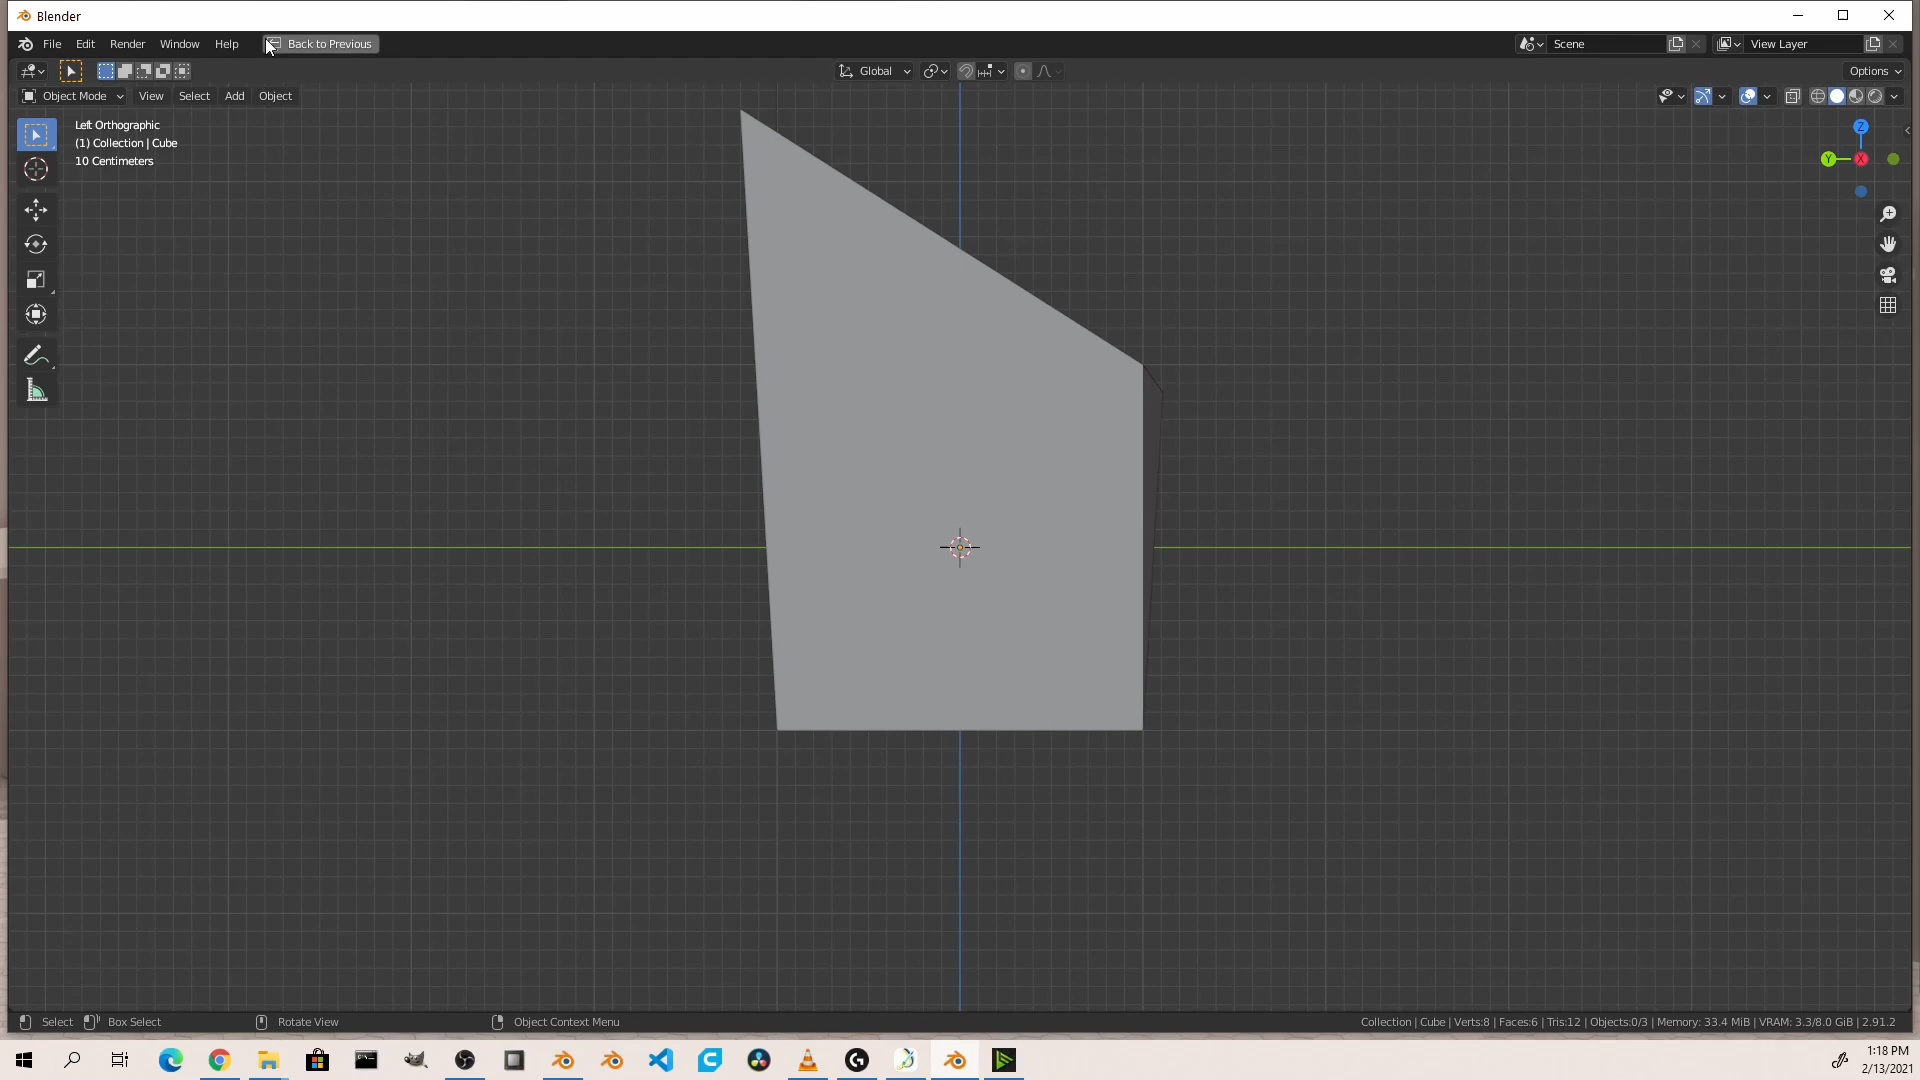 Blender
File Edit Render Window Help Back to Previous Scene View Layer
Global Options
Object Mode View Select Add Object
Left Orthographic
(1) Collection | Cube
10 Centimeters
Z
Y X
Select Box Select Rotate View Object Context Menu Collection | Cube | Verts:8 | Faces:6 | Tris:12 | Objects:0/3 | Memory: 33.4 MiB | VRAM: 3.3/8.0 GiB | 2.91.2
1:18 PM
2/13/2021